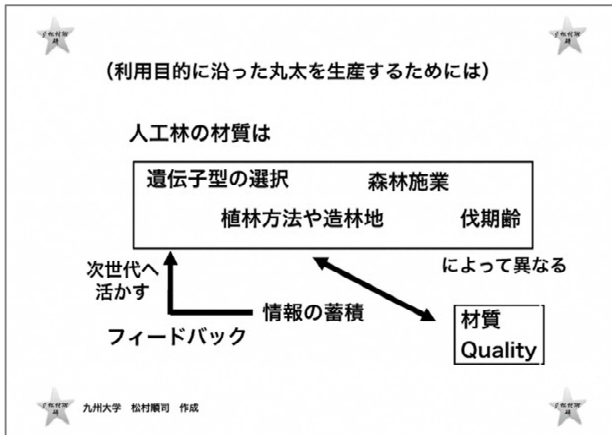 (利用目的に沿った丸太を生産するためには)
人工林の材質は
遺伝子型の選択 森林施業
植林方法や造林地 伐期齢
によって異なる
次世代へ
活かす
情報の蓄積
フィードバック
材質
Quality
九州大学 松村順司 作成